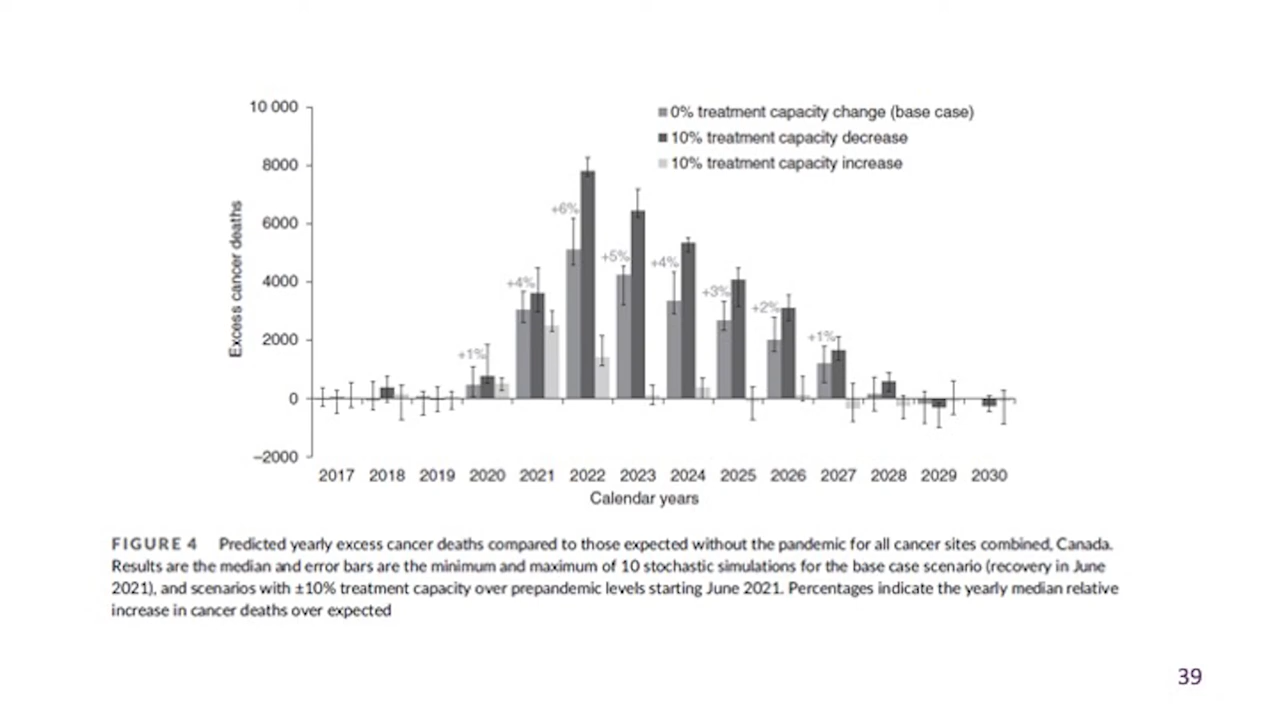 10 000
8000
6000
4000
2000
0
–2000
Excess cancer deaths
0% treatment capacity change (base case)
10% treatment capacity decrease
10% treatment capacity increase
+1%
+4%
+6%
+5%
+4%
+3%
+2%
+1%
2017 2018 2019 2020 2021 2022 2023 2024 2025 2026 2027 2028 2029 2030
Calendar years
FIGURE 4 Predicted yearly excess cancer deaths compared to those expected without the pandemic for all cancer sites combined, Canada.
Results are the median and error bars are the minimum and maximum of 10 stochastic simulations for the base case scenario (recovery in June
2021), and scenarios with ±10% treatment capacity over prepandemic levels starting June 2021. Percentages indicate the yearly median relative
increase in cancer deaths over expected
39